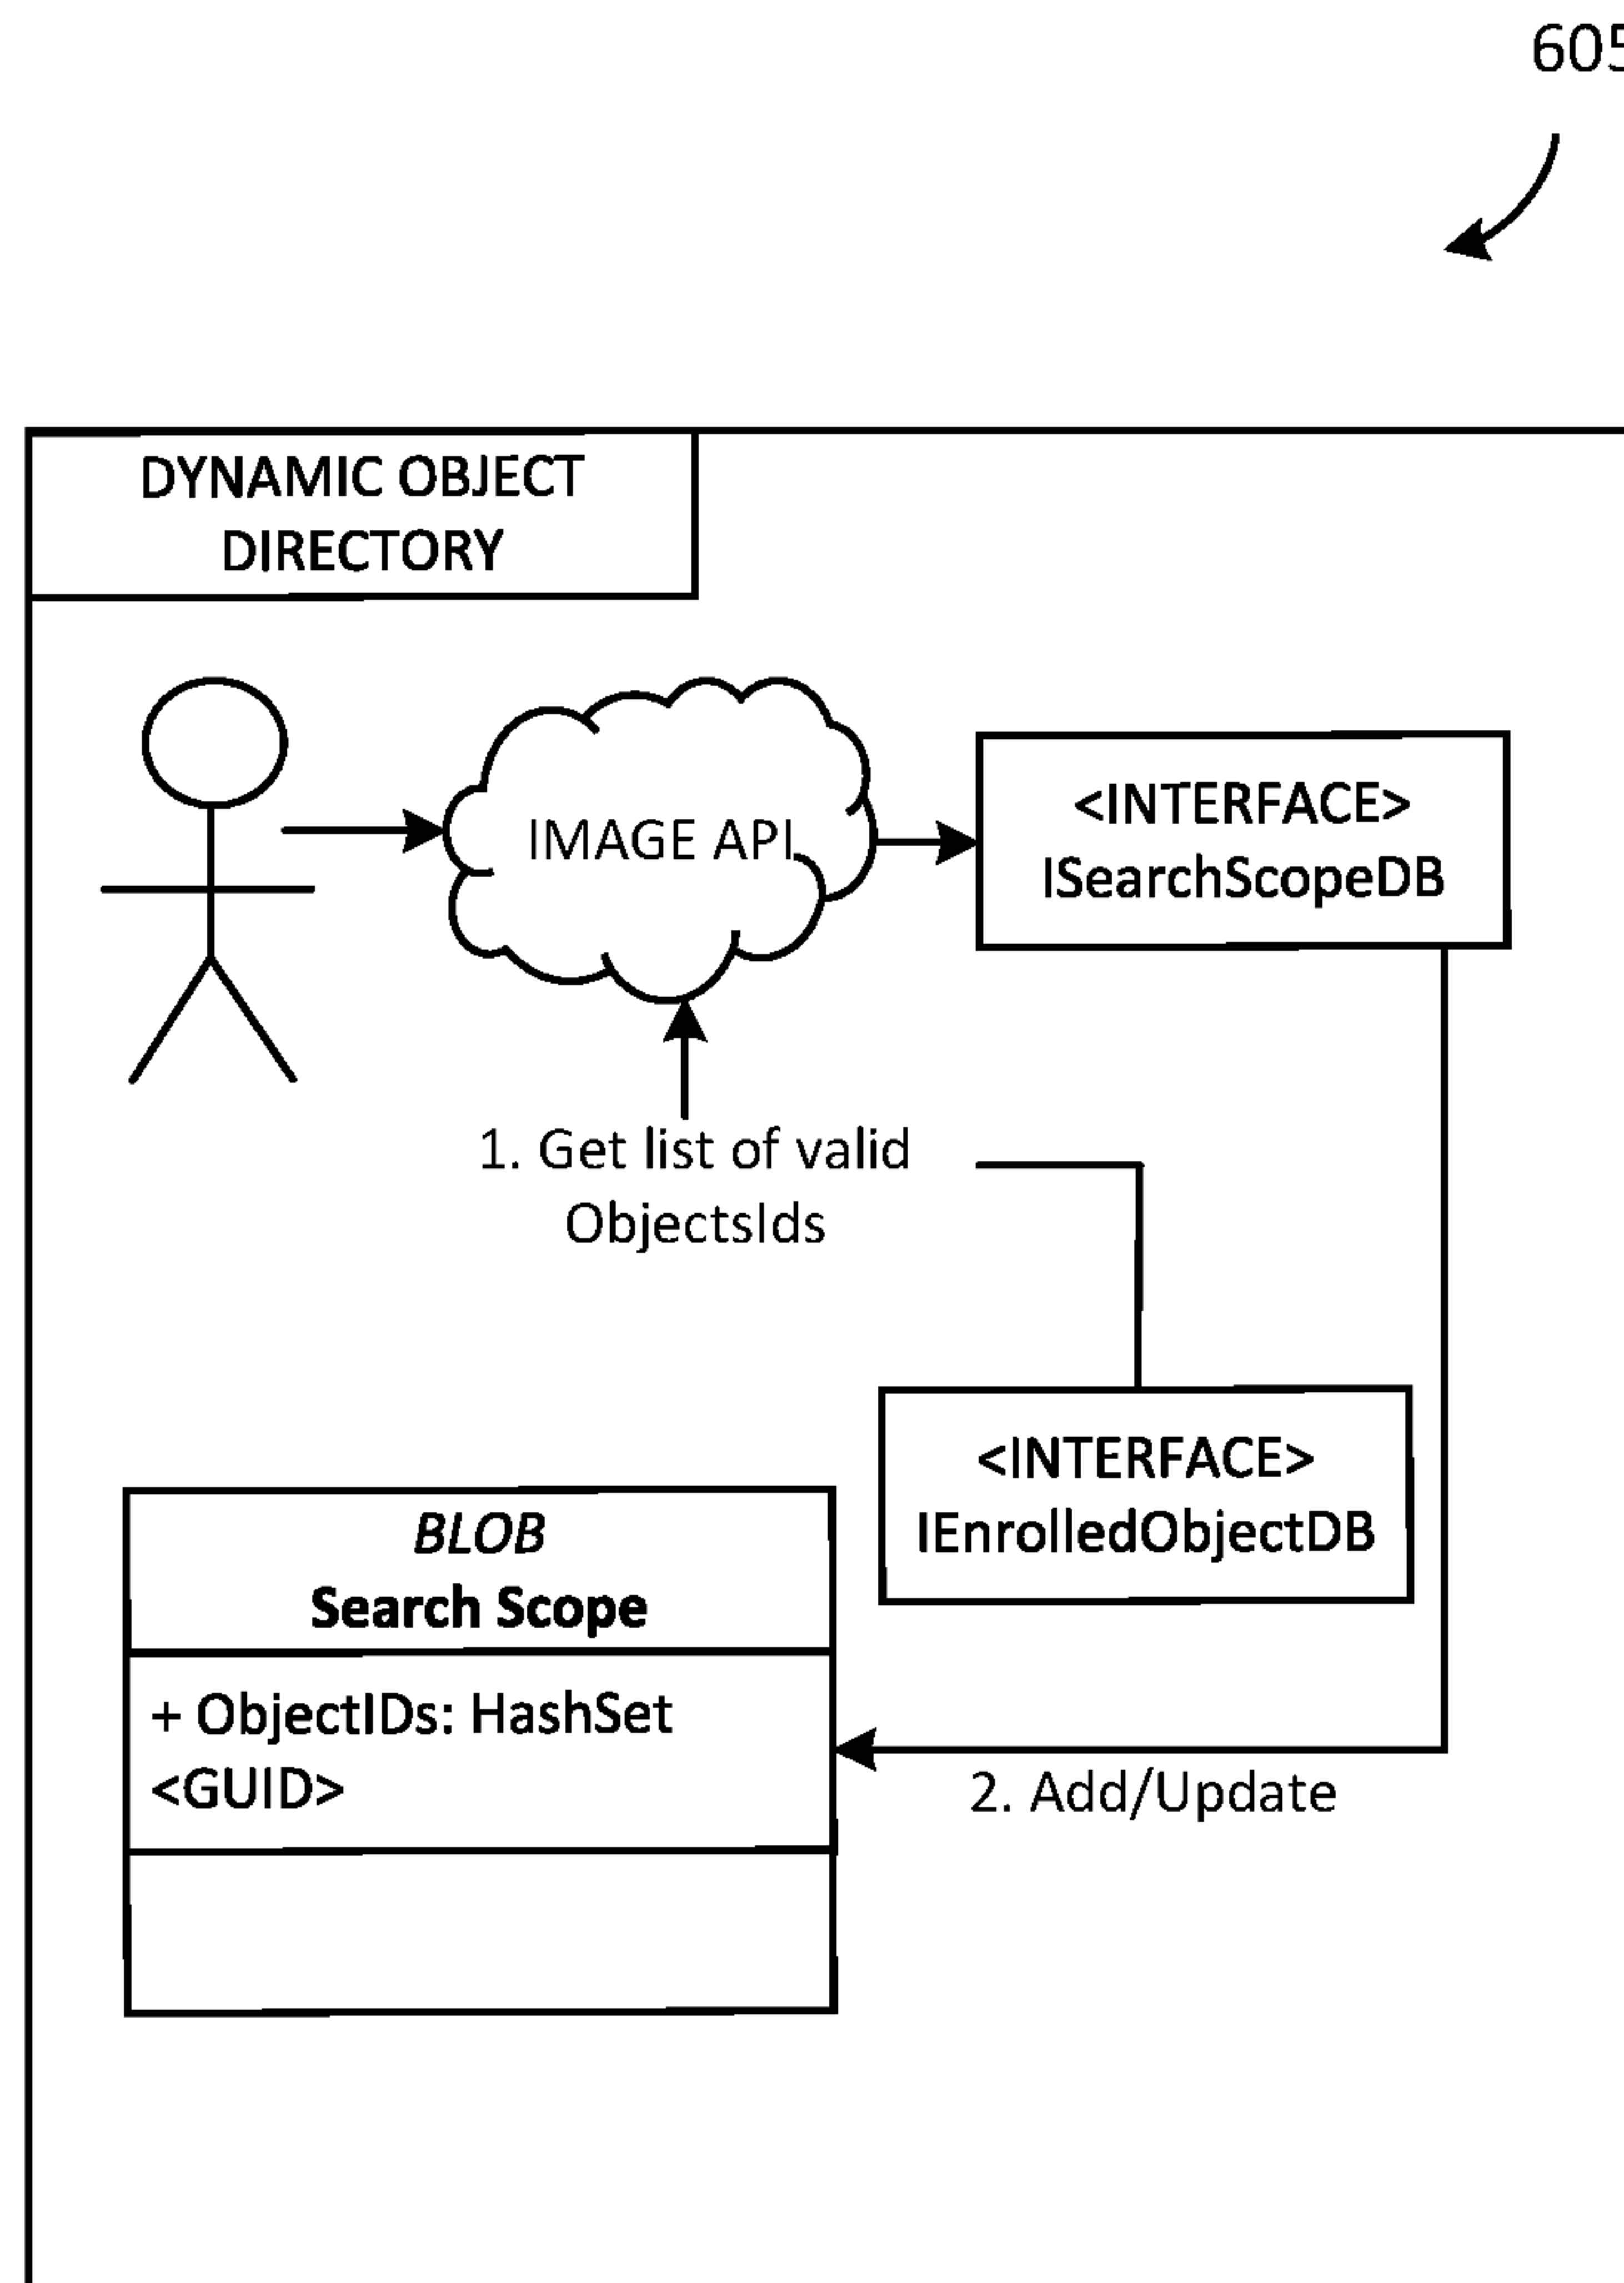 605
DYNAMIC OBJECT
DIRECTORY
IMAGE API
<INTERFACE>
ISearchScopeDB
1. Get list of valid
ObjectsIds
<INTERFACE>
IEnrolledObjectDB
BLOB
Search Scope
+ ObjectIDs: HashSet
<GUID>
2. Add/Update